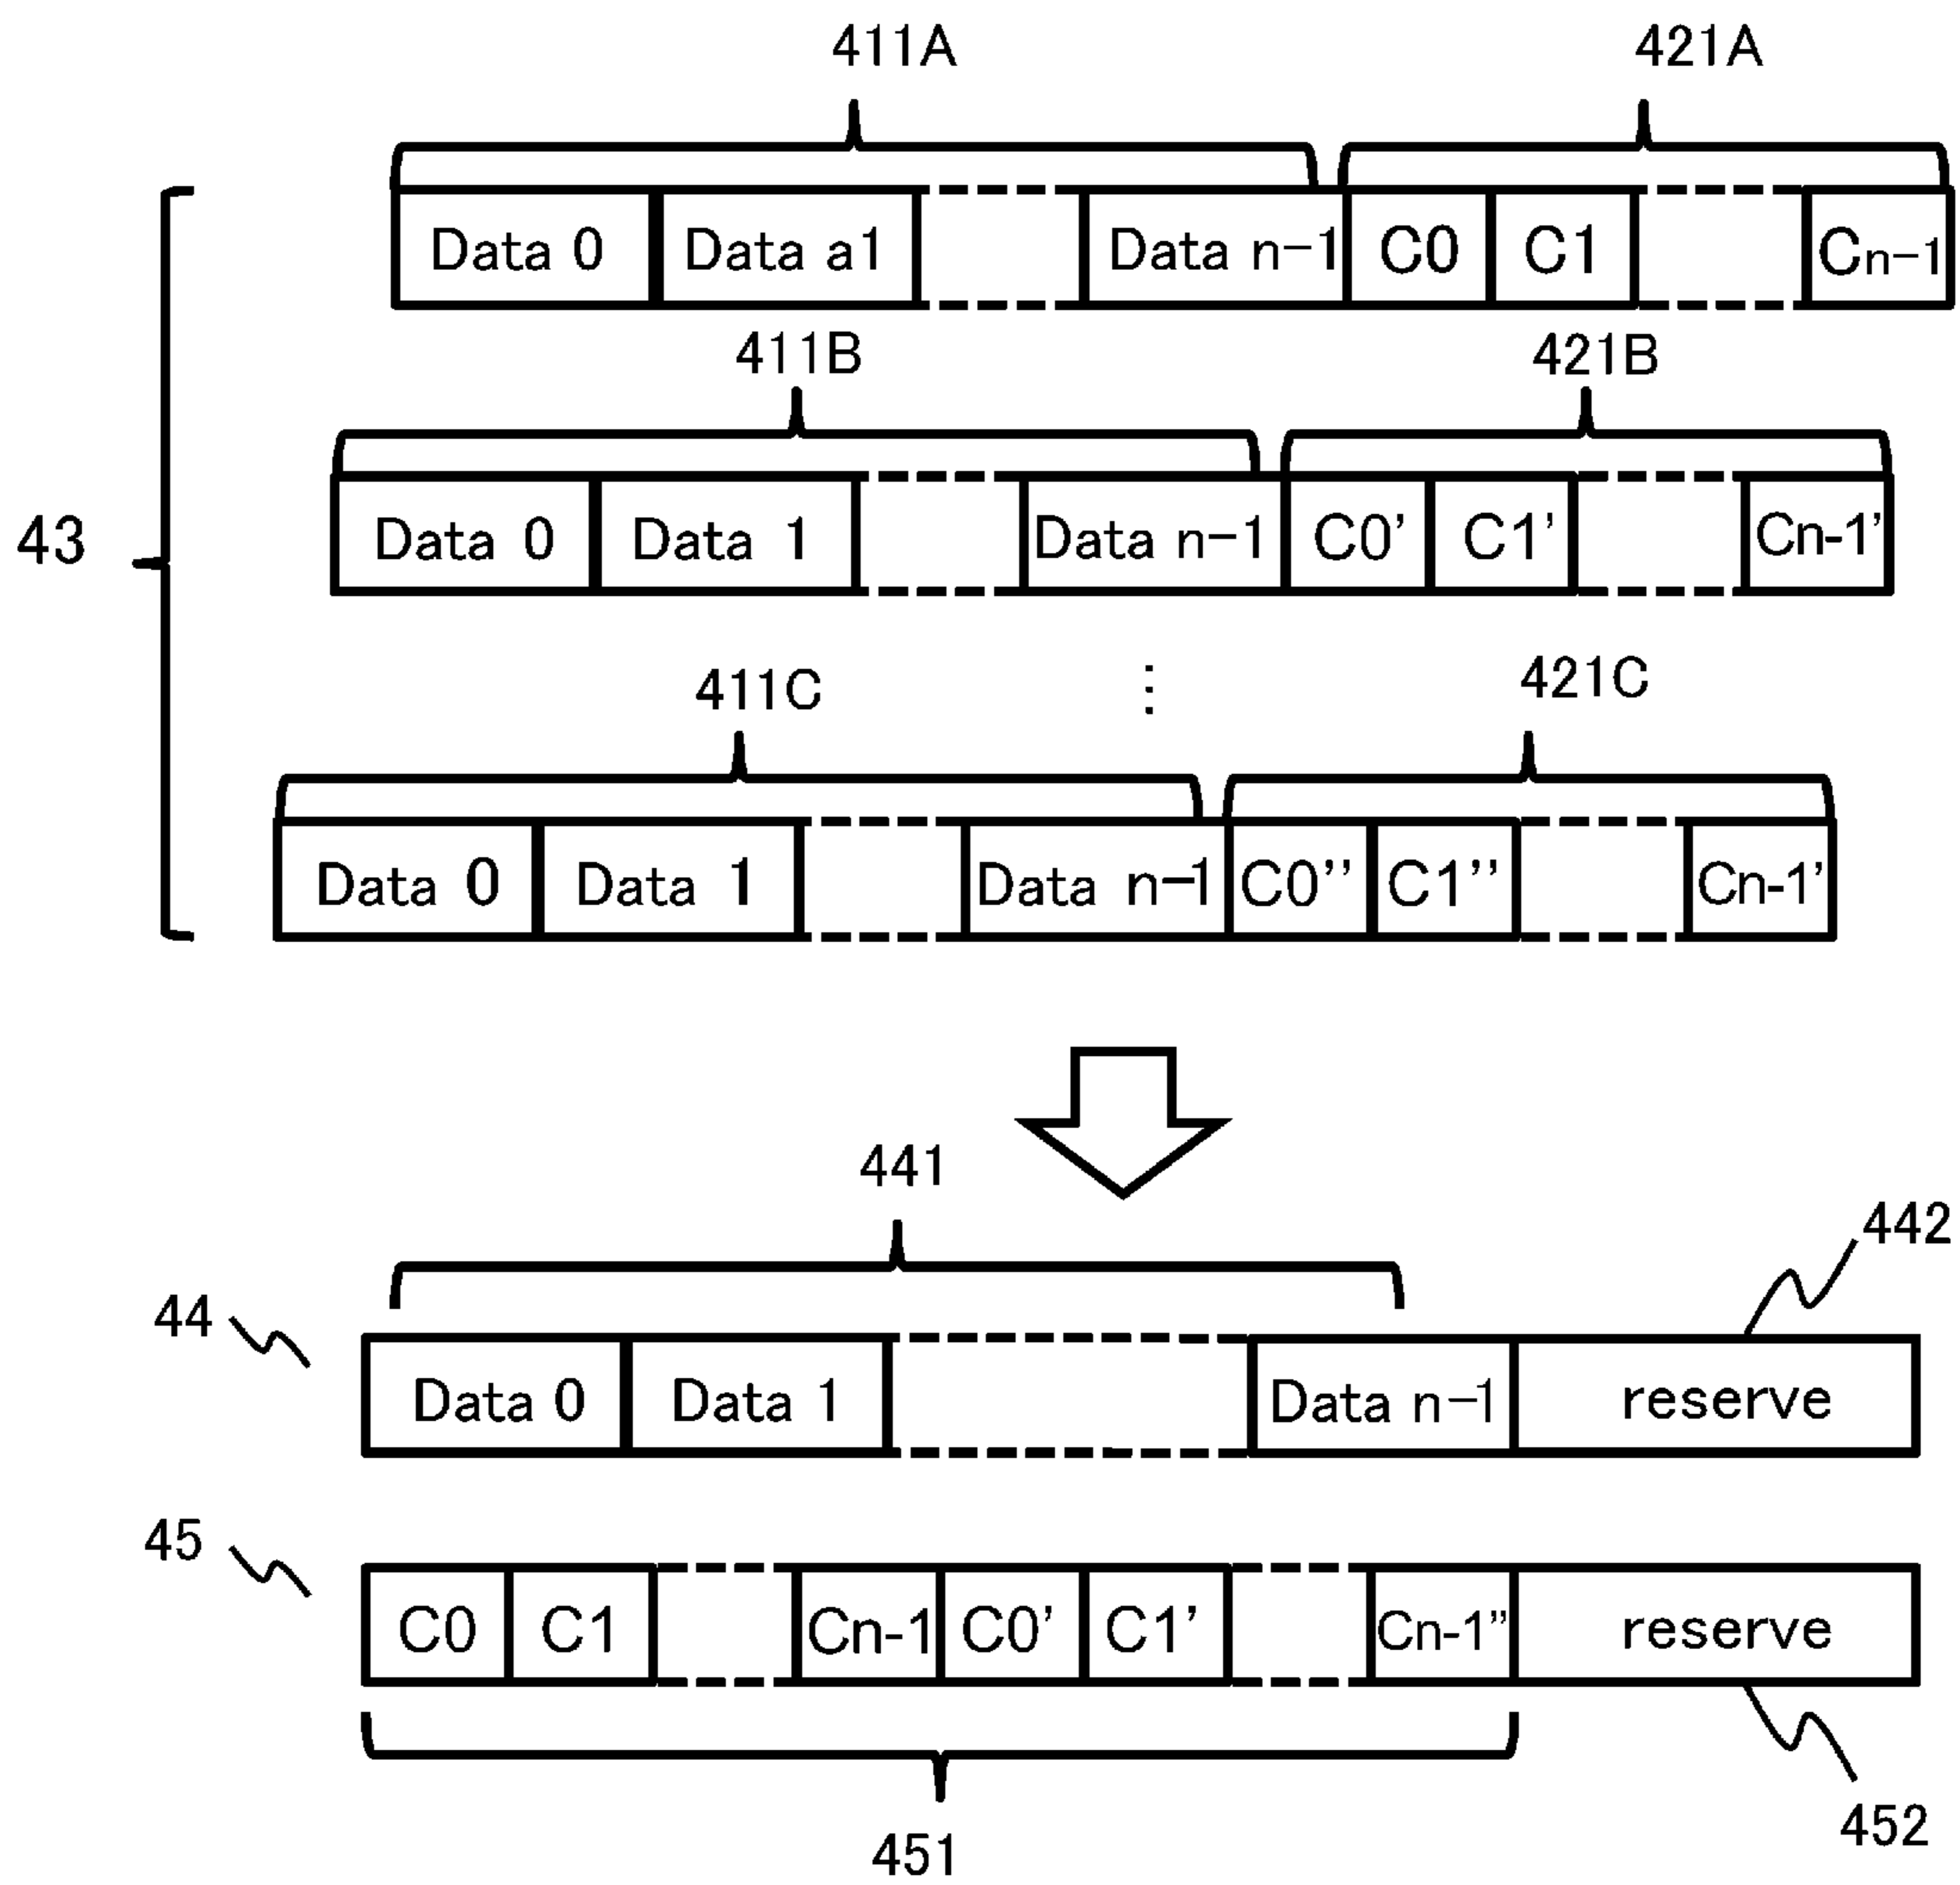 411A 421A
Data 0 Data a1 Data n-1 C0 C1 Cn-1
411B 421B
43
Data 0 Data 1 Data n-1 C0' C1' Cn-1'
411C ⋮ 421C
Data 0 Data 1 Data n-1 C0'' C1'' Cn-1'
441
442
44
Data 0 Data 1 Data n-1 reserve
45
C0 C1 Cn-1 C0' C1' Cn-1'' reserve
451
452